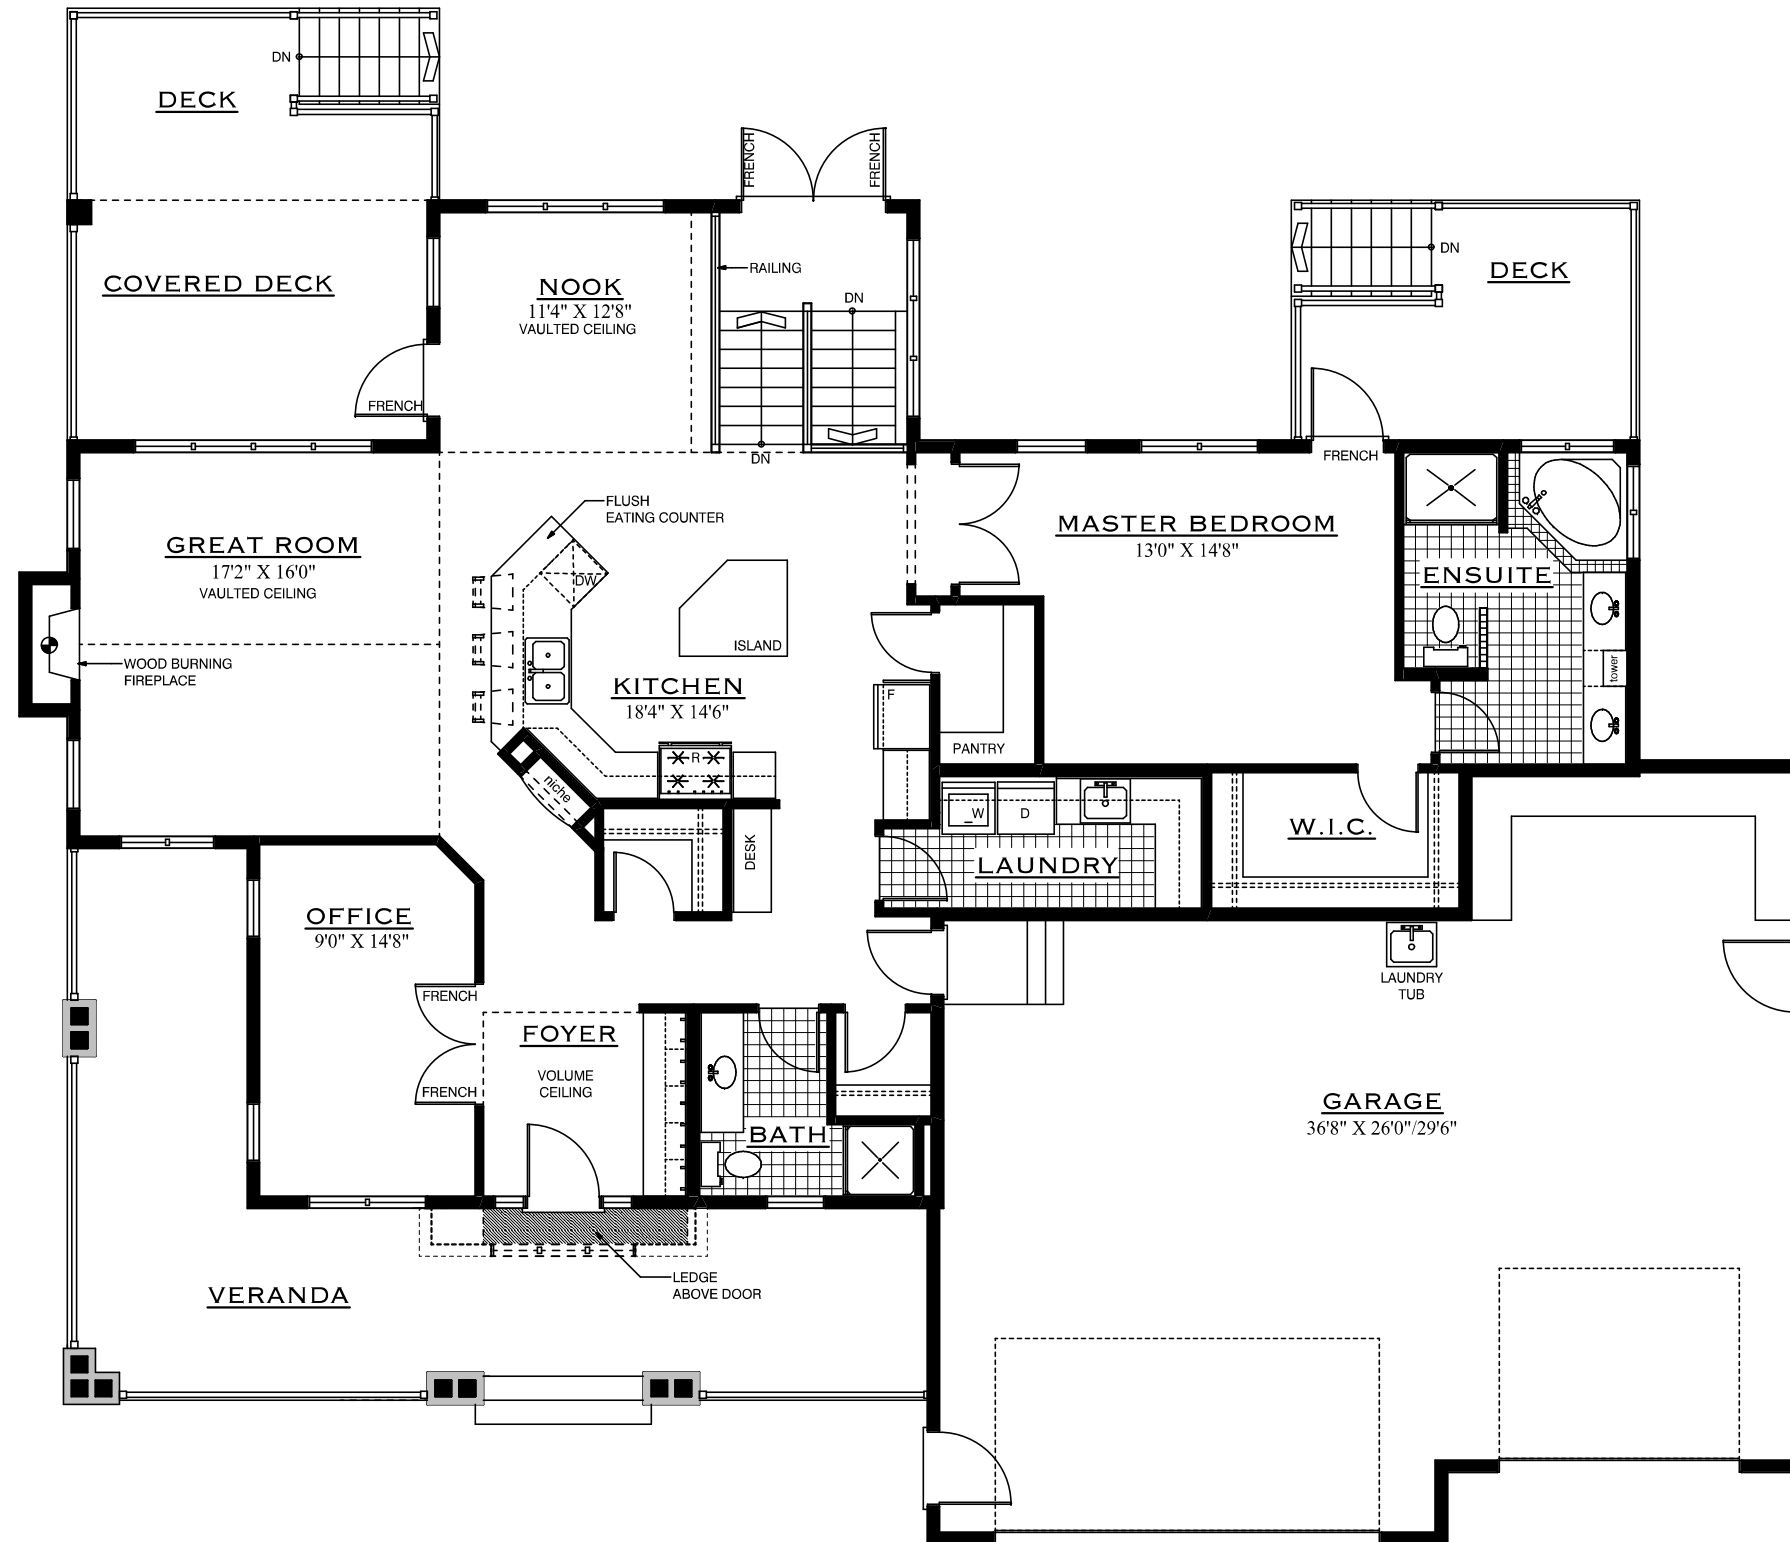 DN
DECK
FRENCH
FRENCH
COVERED DECK
NOOK
11'4" X 12'8"
VAULTED CEILING
RAILING
DN
DN
DECK
FRENCH
DN
FRENCH
FLUSH
EATING COUNTER
GREAT ROOM
17'2" X 16'0"
VAULTED CEILING
MASTER BEDROOM
13'0" X 14'8"
DW
ENSUITE
ISLAND
WOOD BURNING
FIREPLACE
KITCHEN
18'4" X 14'6"
F
tower
PANTRY
R
niche
W
D
DESK
LAUNDRY
W.I.C.
OFFICE
9'0" X 14'8"
LAUNDRY
TUB
FRENCH
FOYER
VOLUME
CEILING
FRENCH
BATH
GARAGE
36'8" X 26'0"/29'6"
LEDGE
ABOVE DOOR
VERANDA